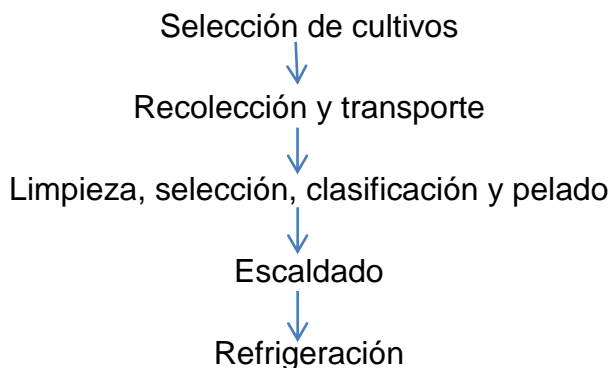 Selección de cultivos
Recolección y transporte
Limpieza, selección, clasificación y pelado
Escaldado
Refrigeración